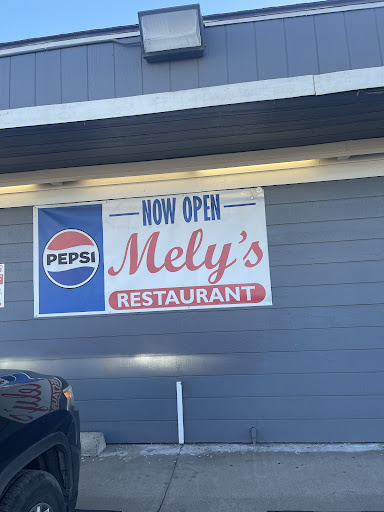 PEPSI
NOW OPEN
Mely's
RESTAURANT